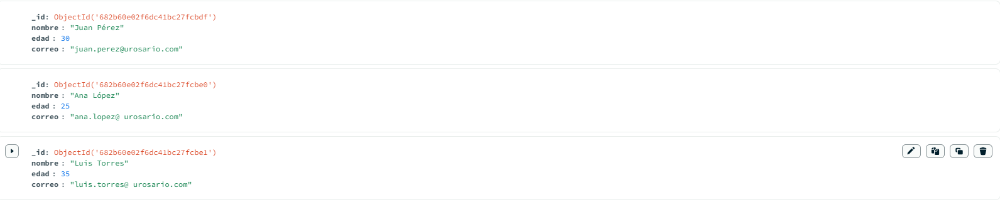 _id: ObjectId('682b60e02f6dc41bc27fcbdf')
nombre : "Juan Pérez"
edad : 30
correo : "juan.perez@urosario.com"
_id: ObjectId('682b60e02f6dc41bc27fcbe0')
nombre : "Ana López"
edad : 25
correo : "ana.lopez@ urosario.com"
_id: ObjectId('682b60e02f6dc41bc27fcbe1')
nombre : "Luis Torres"
edad : 35
correo : "luis.torres@ urosario.com"